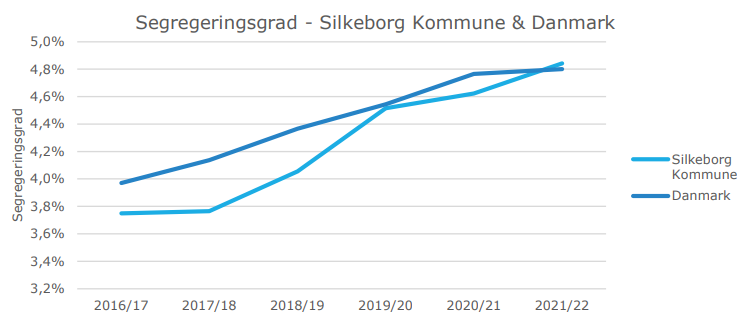 Segregeringsgrad - Silkeborg Kommune & Danmark
5,0%
4,8%
4,6%
4,4%
4,2%
4,0%
3,8%
3,6%
3,4%
3,2%
Segregeringsgrad
2016/17 2017/18 2018/19 2019/20 2020/21 2021/22
Silkeborg
Kommune
Danmark